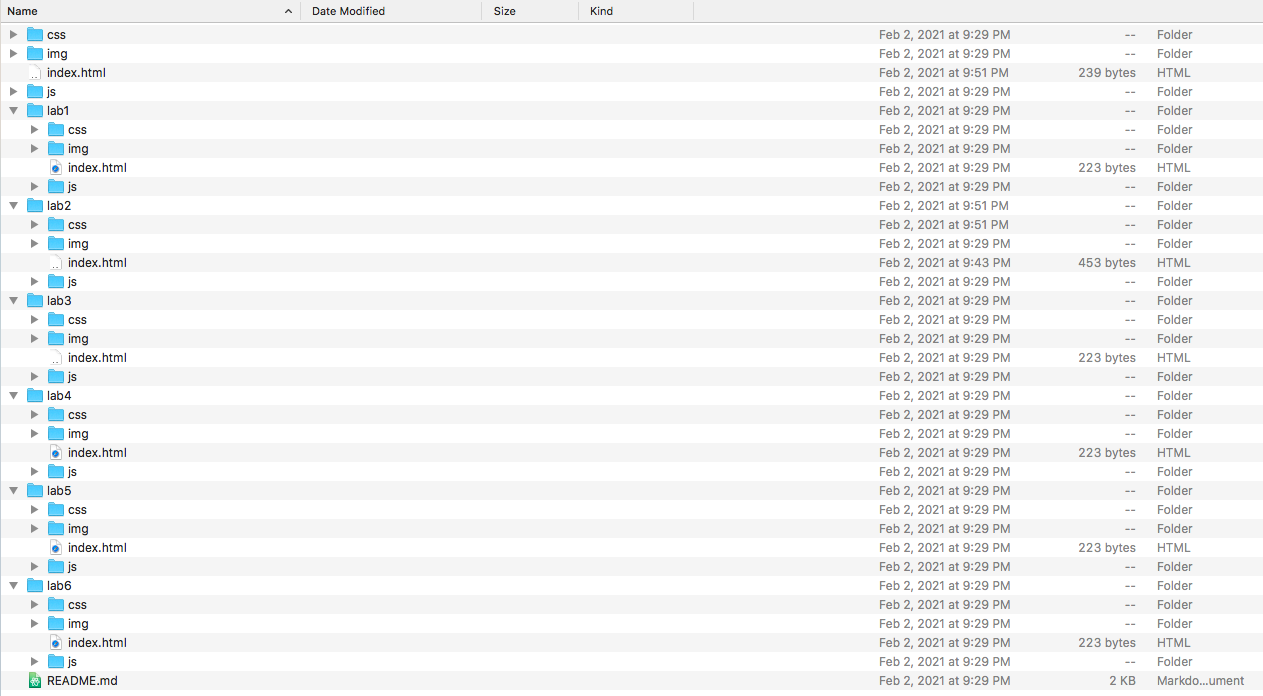 Name Date Modified Size Kind
css Feb 2, 2021 at 9:29 PM -- Folder
img Feb 2, 2021 at 9:29 PM -- Folder
index.html Feb 2, 2021 at 9:51 PM 239 bytes HTML
js Feb 2, 2021 at 9:29 PM -- Folder
lab1 Feb 2, 2021 at 9:29 PM -- Folder
css Feb 2, 2021 at 9:29 PM -- Folder
img Feb 2, 2021 at 9:29 PM -- Folder
index.html Feb 2, 2021 at 9:29 PM 223 bytes HTML
js Feb 2, 2021 at 9:29 PM -- Folder
lab2 Feb 2, 2021 at 9:51 PM -- Folder
css Feb 2, 2021 at 9:51 PM -- Folder
img Feb 2, 2021 at 9:29 PM -- Folder
index.html Feb 2, 2021 at 9:43 PM 453 bytes HTML
js Feb 2, 2021 at 9:29 PM -- Folder
lab3 Feb 2, 2021 at 9:29 PM -- Folder
css Feb 2, 2021 at 9:29 PM -- Folder
img Feb 2, 2021 at 9:29 PM -- Folder
index.html Feb 2, 2021 at 9:29 PM 223 bytes HTML
js Feb 2, 2021 at 9:29 PM -- Folder
lab4 Feb 2, 2021 at 9:29 PM -- Folder
css Feb 2, 2021 at 9:29 PM -- Folder
img Feb 2, 2021 at 9:29 PM -- Folder
index.html Feb 2, 2021 at 9:29 PM 223 bytes HTML
js Feb 2, 2021 at 9:29 PM -- Folder
lab5 Feb 2, 2021 at 9:29 PM -- Folder
css Feb 2, 2021 at 9:29 PM -- Folder
img Feb 2, 2021 at 9:29 PM -- Folder
index.html Feb 2, 2021 at 9:29 PM 223 bytes HTML
js Feb 2, 2021 at 9:29 PM -- Folder
lab6 Feb 2, 2021 at 9:29 PM -- Folder
css Feb 2, 2021 at 9:29 PM -- Folder
img Feb 2, 2021 at 9:29 PM -- Folder
index.html Feb 2, 2021 at 9:29 PM 223 bytes HTML
js Feb 2, 2021 at 9:29 PM -- Folder
README.md Feb 2, 2021 at 9:29 PM 2 KB Markdo...ument